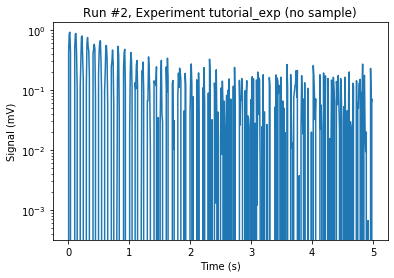 Run #2, Experiment tutorial_exp (no sample)
Signal (mV)
10⁰
10⁻¹
10⁻²
10⁻³
0 1 2 3 4 5
Time (s)